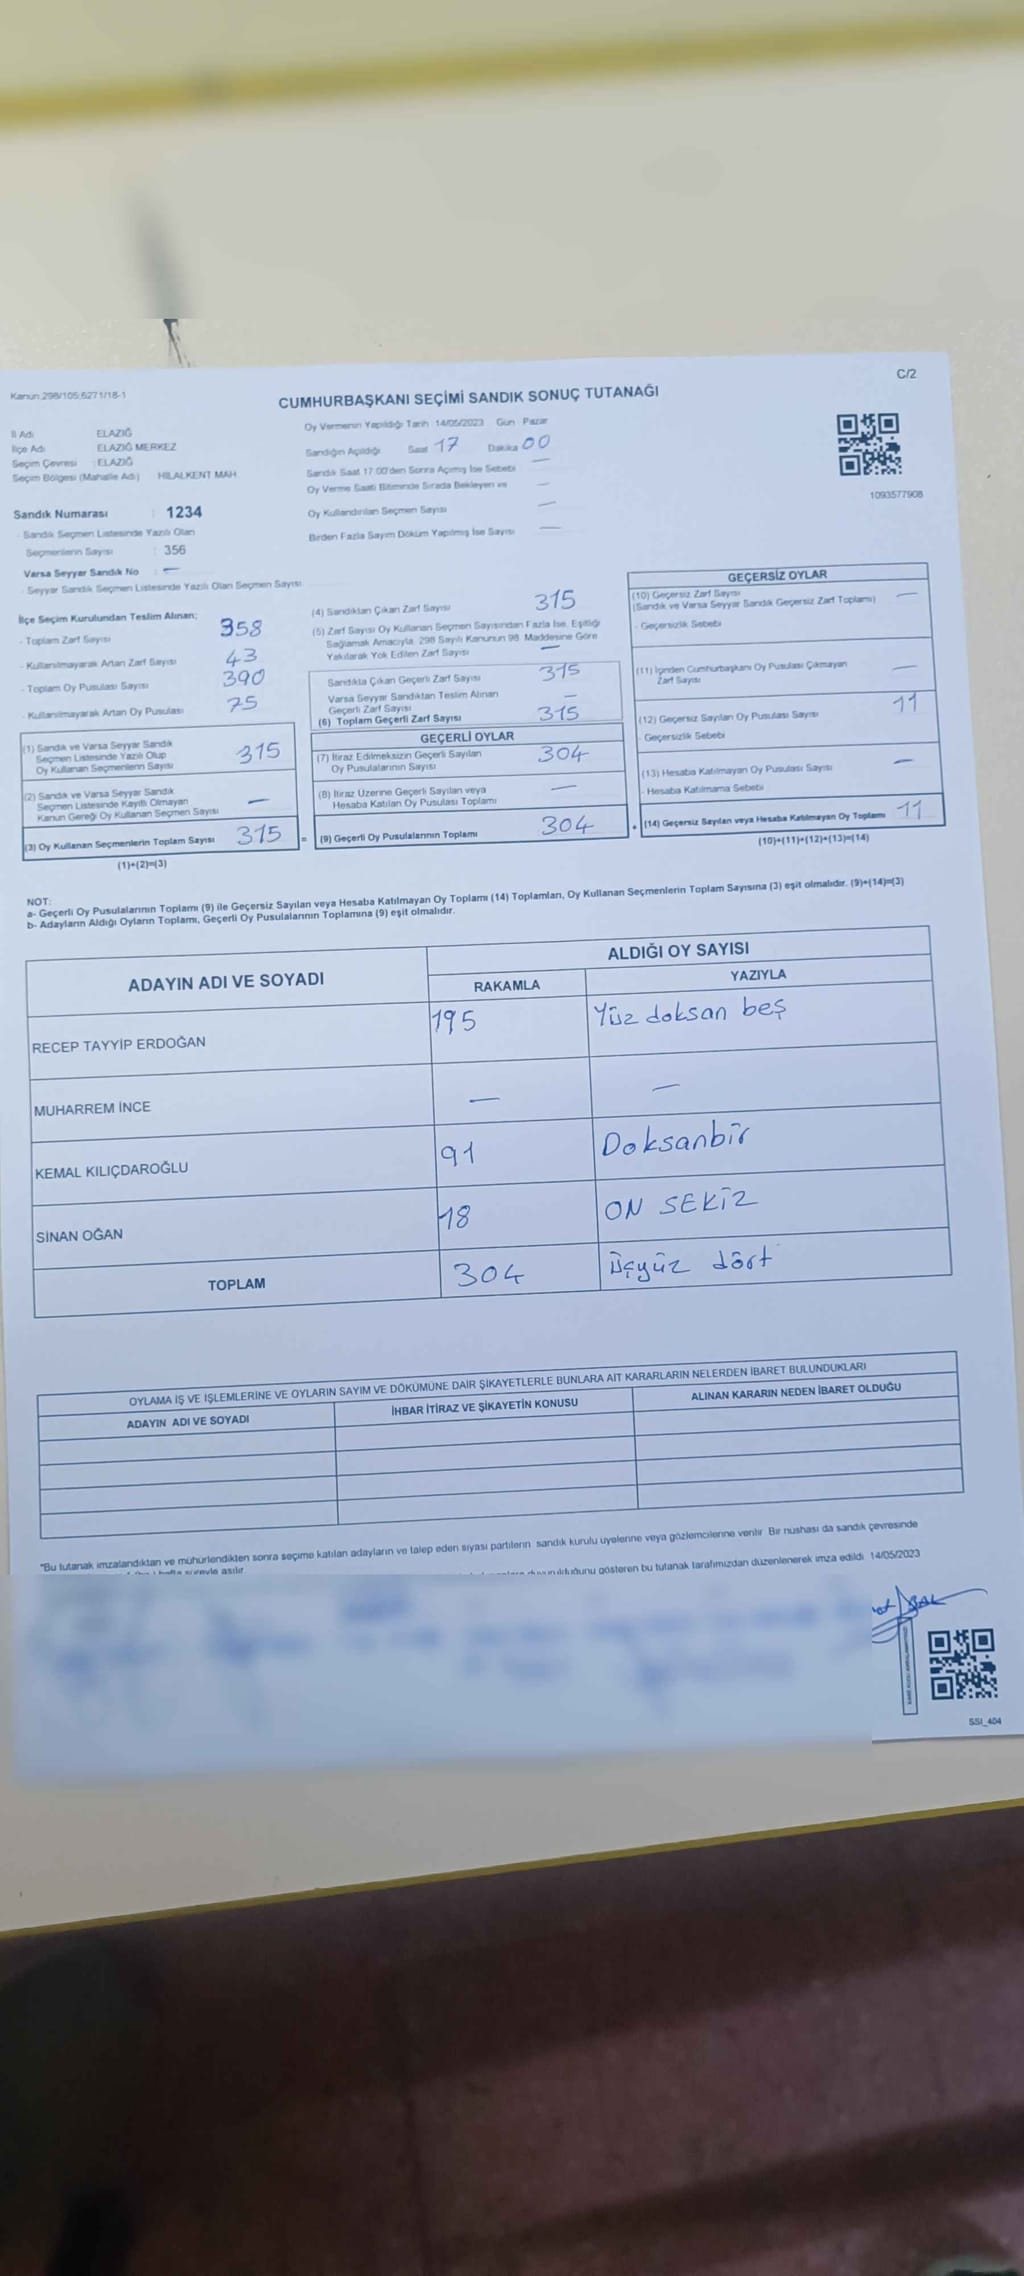 C/2
Kanun 298/105,6271/18-1
CUMHURBAŞKANI SEÇİMİ SANDIK SONUÇ TUTANAĞI
İl Adı ELAZIĞ
İlçe Adı ELAZIĞ MERKEZ
Seçim Çevresi : ELAZIĞ
Seçim Bölgesi (Mahalle Adı) HİLALKENT MAH.
Sandık Numarası : 1234
- Sandık Seçmen Listesinde Yazılı Olan
Seçmenlerin Sayısı : 356
Varsa Seyyar Sandık No : —
- Seyyar Sandık Seçmen Listesinde Yazılı Olan Seçmen Sayısı
Oy Vermenin Yapıldığı Tarih 14/05/2023 Gün Pazar
Sandığın Açıldığı Saat 17 Dakika 00
Sandık Saat 17:00'den Sonra Açılmış İse Sebebi —
Oy Verme Saati Bitiminde Sırada Bekleyen ve —
Oy Kullandırılan Seçmen Sayısı —
Birden Fazla Sayım Döküm Yapılmış İse Sayısı —
1093577908
İlçe Seçim Kurulundan Teslim Alınan;
- Toplam Zarf Sayısı 358
- Kullanılmayarak Artan Zarf Sayısı 43
- Toplam Oy Pusulası Sayısı 390
- Kullanılmayarak Artan Oy Pusulası 75
(1) Sandık ve Varsa Seyyar Sandık
Seçmen Listesinde Yazılı Olup
Oy Kullanan Seçmenlerin Sayısı 315
(2) Sandık ve Varsa Seyyar Sandık
Seçmen Listesinde Kayıtlı Olmayan
Kanun Gereği Oy Kullanan Seçmen Sayısı —
(3) Oy Kullanan Seçmenlerin Toplam Sayısı 315 =
(1)+(2)=(3)
(4) Sandıktan Çıkan Zarf Sayısı 315
(5) Zarf Sayısı Oy Kullanan Seçmen Sayısından Fazla İse, Eşitliği
Sağlamak Amacıyla, 298 Sayılı Kanunun 98. Maddesine Göre
Yakılarak Yok Edilen Zarf Sayısı —
Sandıkta Çıkan Geçerli Zarf Sayısı 315
Varsa Seyyar Sandıktan Teslim Alınan
Geçerli Zarf Sayısı —
(6) Toplam Geçerli Zarf Sayısı 315
GEÇERLİ OYLAR
(7) İtiraz Edilmeksizin Geçerli Sayılan
Oy Pusulalarının Sayısı 304
(8) İtiraz Üzerine Geçerli Sayılan veya
Hesaba Katılan Oy Pusulası Toplamı —
(9) Geçerli Oy Pusulalarının Toplamı 304 +
GEÇERSİZ OYLAR
(10) Geçersiz Zarf Sayısı
(Sandık ve Varsa Seyyar Sandık Geçersiz Zarf Toplamı) —
- Geçersizlik Sebebi
(11) İçinden Cumhurbaşkanı Oy Pusulası Çıkmayan
Zarf Sayısı —
(12) Geçersiz Sayılan Oy Pusulası Sayısı 11
- Geçersizlik Sebebi
(13) Hesaba Katılmayan Oy Pusulası Sayısı —
- Hesaba Katılmama Sebebi
(14) Geçersiz Sayılan veya Hesaba Katılmayan Oy Toplamı 11
(10)+(11)+(12)+(13)=(14)
NOT:
a- Geçerli Oy Pusulalarının Toplamı (9) ile Geçersiz Sayılan veya Hesaba Katılmayan Oy Toplamı (14) Toplamları, Oy Kullanan Seçmenlerin Toplam Sayısına (3) eşit olmalıdır. (9)+(14)=(3)
b- Adayların Aldığı Oyların Toplamı, Geçerli Oy Pusulalarının Toplamına (9) eşit olmalıdır.
ADAYIN ADI VE SOYADI ALDIĞI OY SAYISI
RAKAMLA YAZIYLA
RECEP TAYYİP ERDOĞAN 195 Yüz doksan beş
MUHARREM İNCE — —
KEMAL KILIÇDAROĞLU 91 Doksanbir
SİNAN OĞAN 18 ON SEKİZ
TOPLAM 304 üçyüz dört
OYLAMA İŞ VE İŞLEMLERİNE VE OYLARIN SAYIM VE DÖKÜMÜNE DAİR ŞİKAYETLERLE BUNLARA AİT KARARLARIN NELERDEN İBARET BULUNDUKLARI
ADAYIN ADI VE SOYADI İHBAR İTİRAZ VE ŞİKAYETİN KONUSU ALINAN KARARIN NEDEN İBARET OLDUĞU
*Bu tutanak imzalandıktan ve mühürlendikten sonra seçime katılan adayların ve talep eden siyasi partilerin sandık kurulu üyelerine veya gözlemcilerine verilir. Bir nüshası da sandık çevresinde
hafta süreyle asılır. duyurulduğunu gösteren bu tutanak tarafımızdan düzenlenerek imza edildi. 14/05/2023
SSI_404